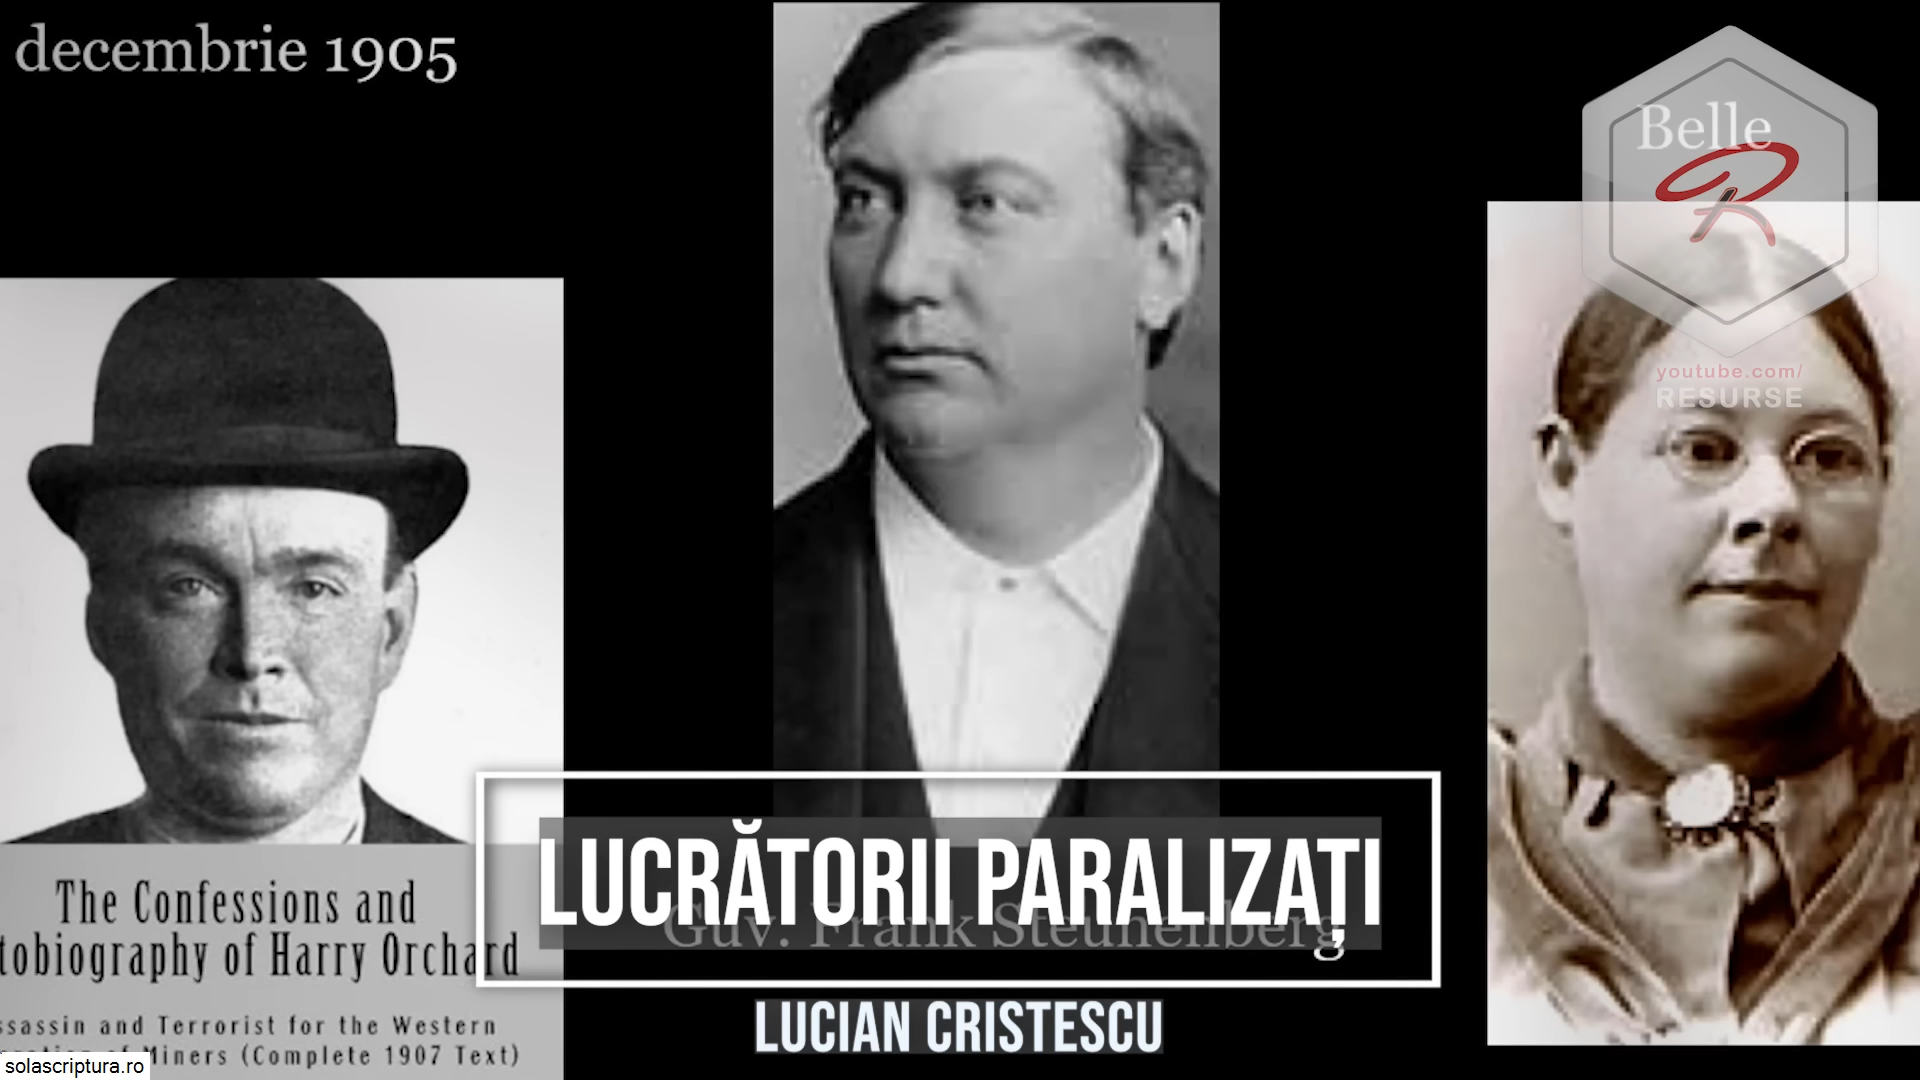 decembrie 1905
Belle
R
youtube.com/
RESURSE
The Confessions and
tobiography of Harry Orchard
ssassin and Terrorist for the Western
of Miners (Complete 1907 Text)
Guv. Frank Steunenberg
LUCRĂTORII PARALIZAȚI
LUCIAN CRISTESCU
solascriptura.ro